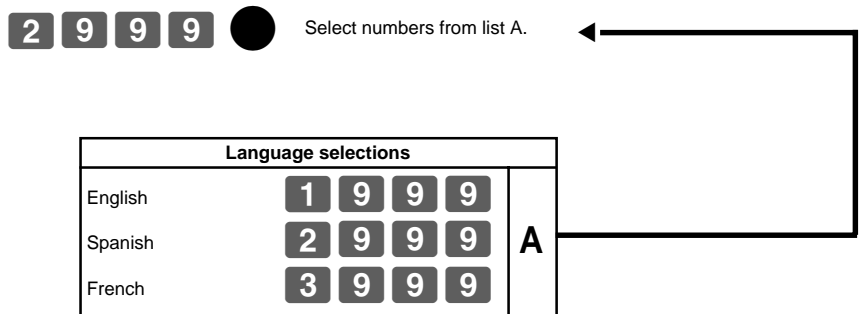 2 9 9 9 Select numbers from list A.
Language selections
English 1 9 9 9
Spanish 2 9 9 9 A
French 3 9 9 9